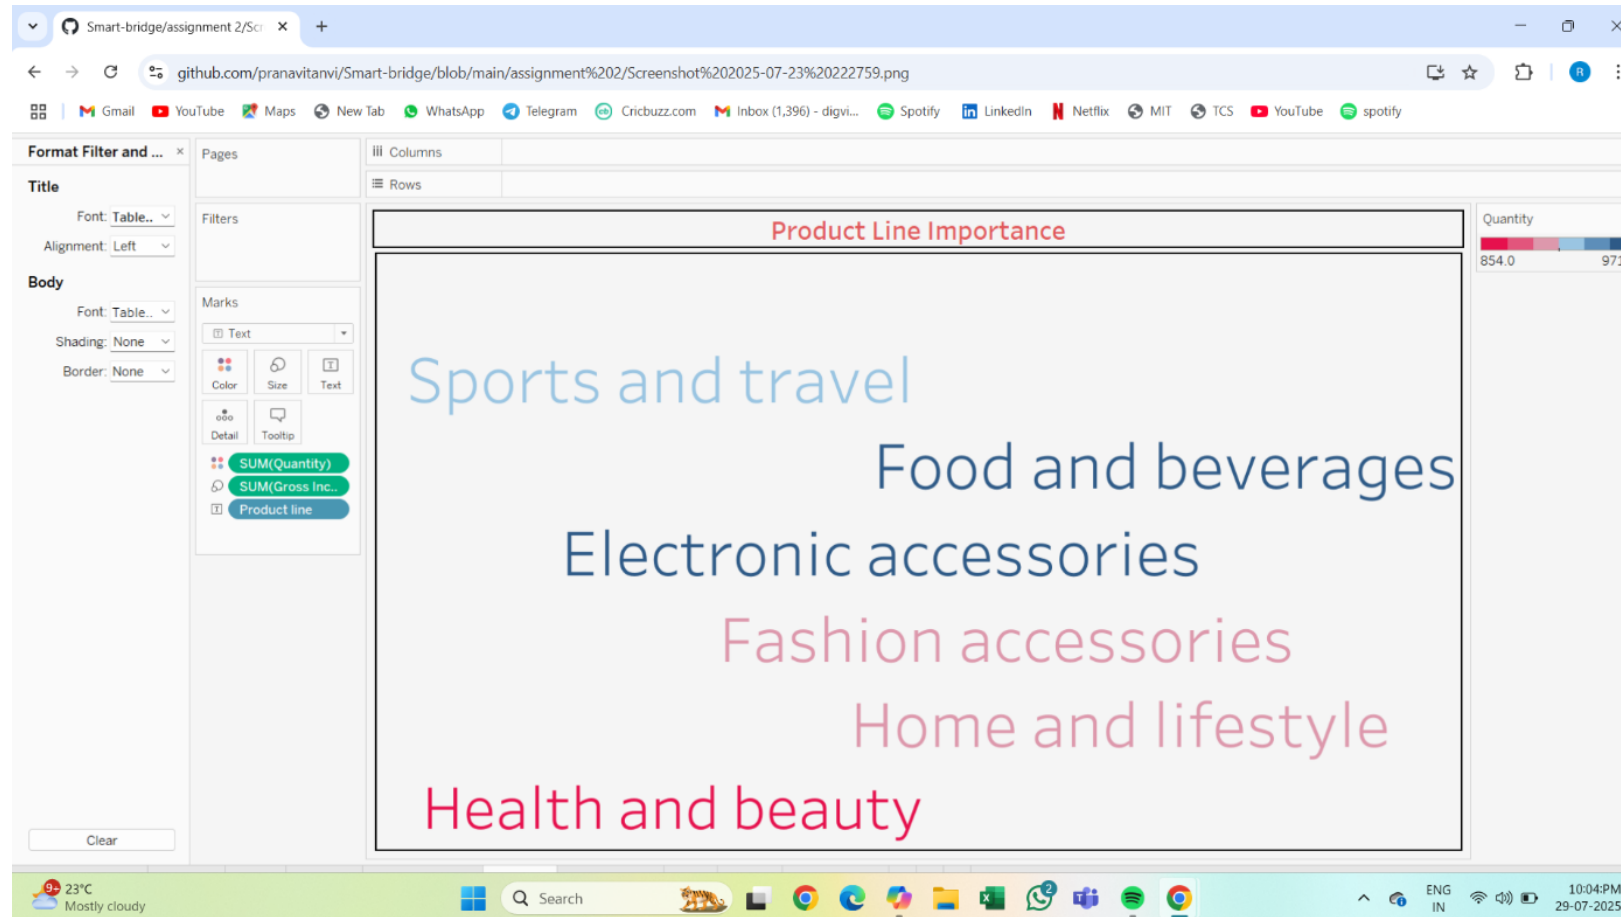 Smart-bridge/assignment 2/Scr
github.com/pranavitanvi/Smart-bridge/blob/main/assignment%202/Screenshot%202025-07-23%20222759.png
Gmail YouTube Maps New Tab WhatsApp Telegram Cricbuzz.com Inbox (1,396) - digvi... Spotify LinkedIn Netflix MIT TCS YouTube spotify
R
Format Filter and ... ×
Title
Font: Table..
Alignment: Left
Body
Font: Table..
Shading: None
Border: None
Clear
Pages
Filters
Marks
Text
Color Size Text
Detail Tooltip
SUM(Quantity)
SUM(Gross Inc..
Product line
Columns
Rows
Product Line Importance
Sports and travel
Food and beverages
Electronic accessories
Fashion accessories
Home and lifestyle
Health and beauty
Quantity
854.0 971
9+
23°C
Mostly cloudy
Search
2
ENG
IN
10:04:PM
29-07-2025